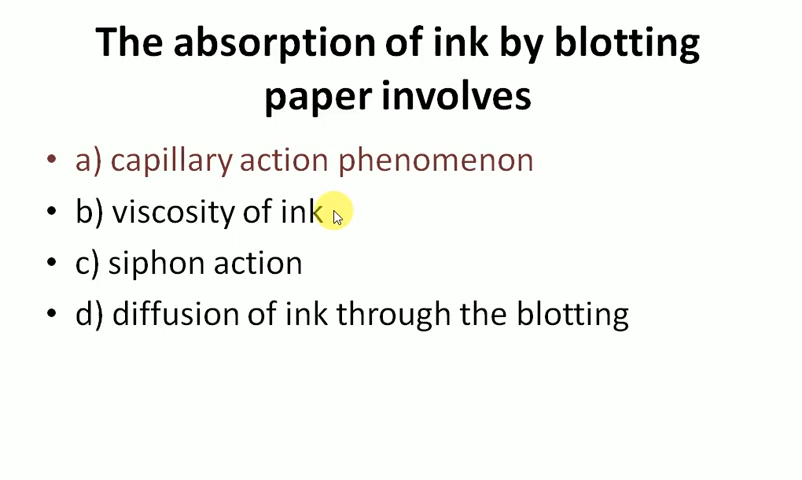 The absorption of ink by blotting
paper involves
• a) capillary action phenomenon
• b) viscosity of ink
• c) siphon action
• d) diffusion of ink through the blotting